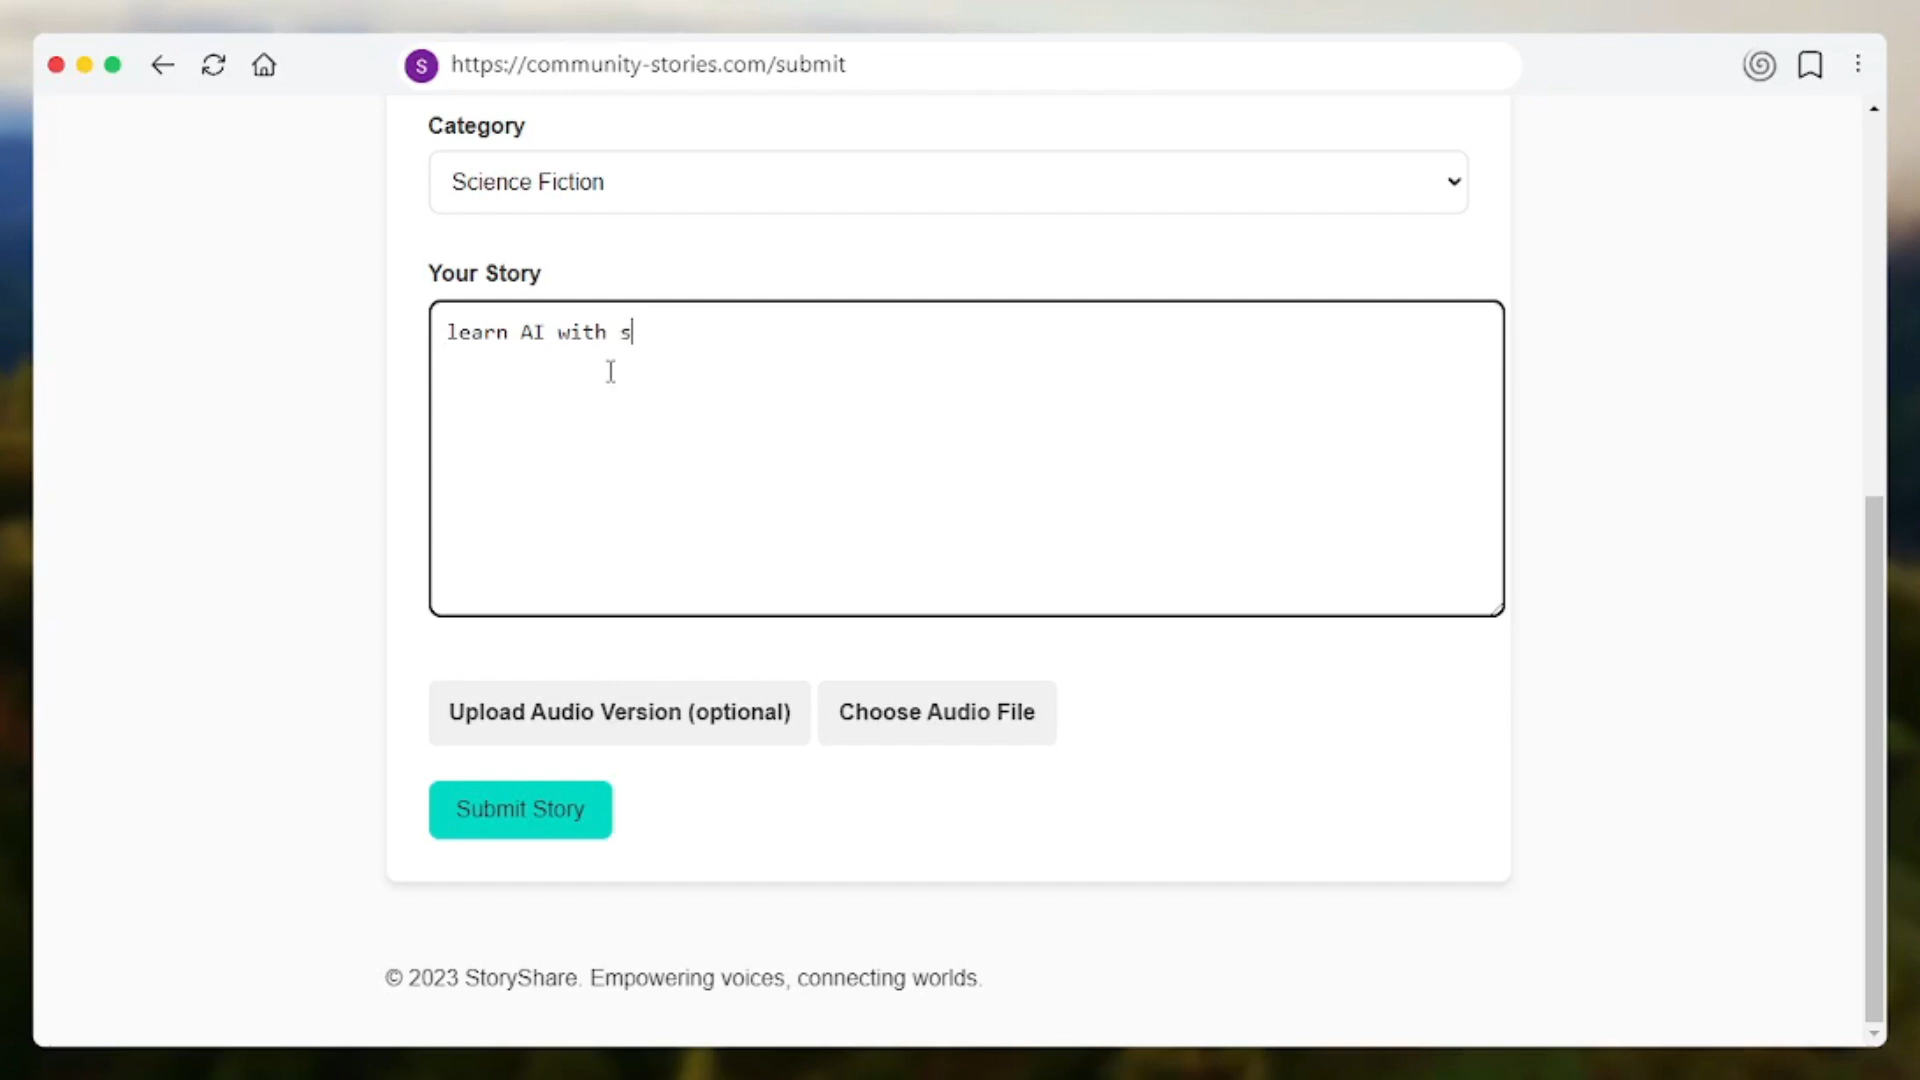 S https://community-stories.com/submit
Category
Science Fiction
Your Story
learn AI with s
Upload Audio Version (optional) Choose Audio File
Submit Story
© 2023 StoryShare. Empowering voices, connecting worlds.